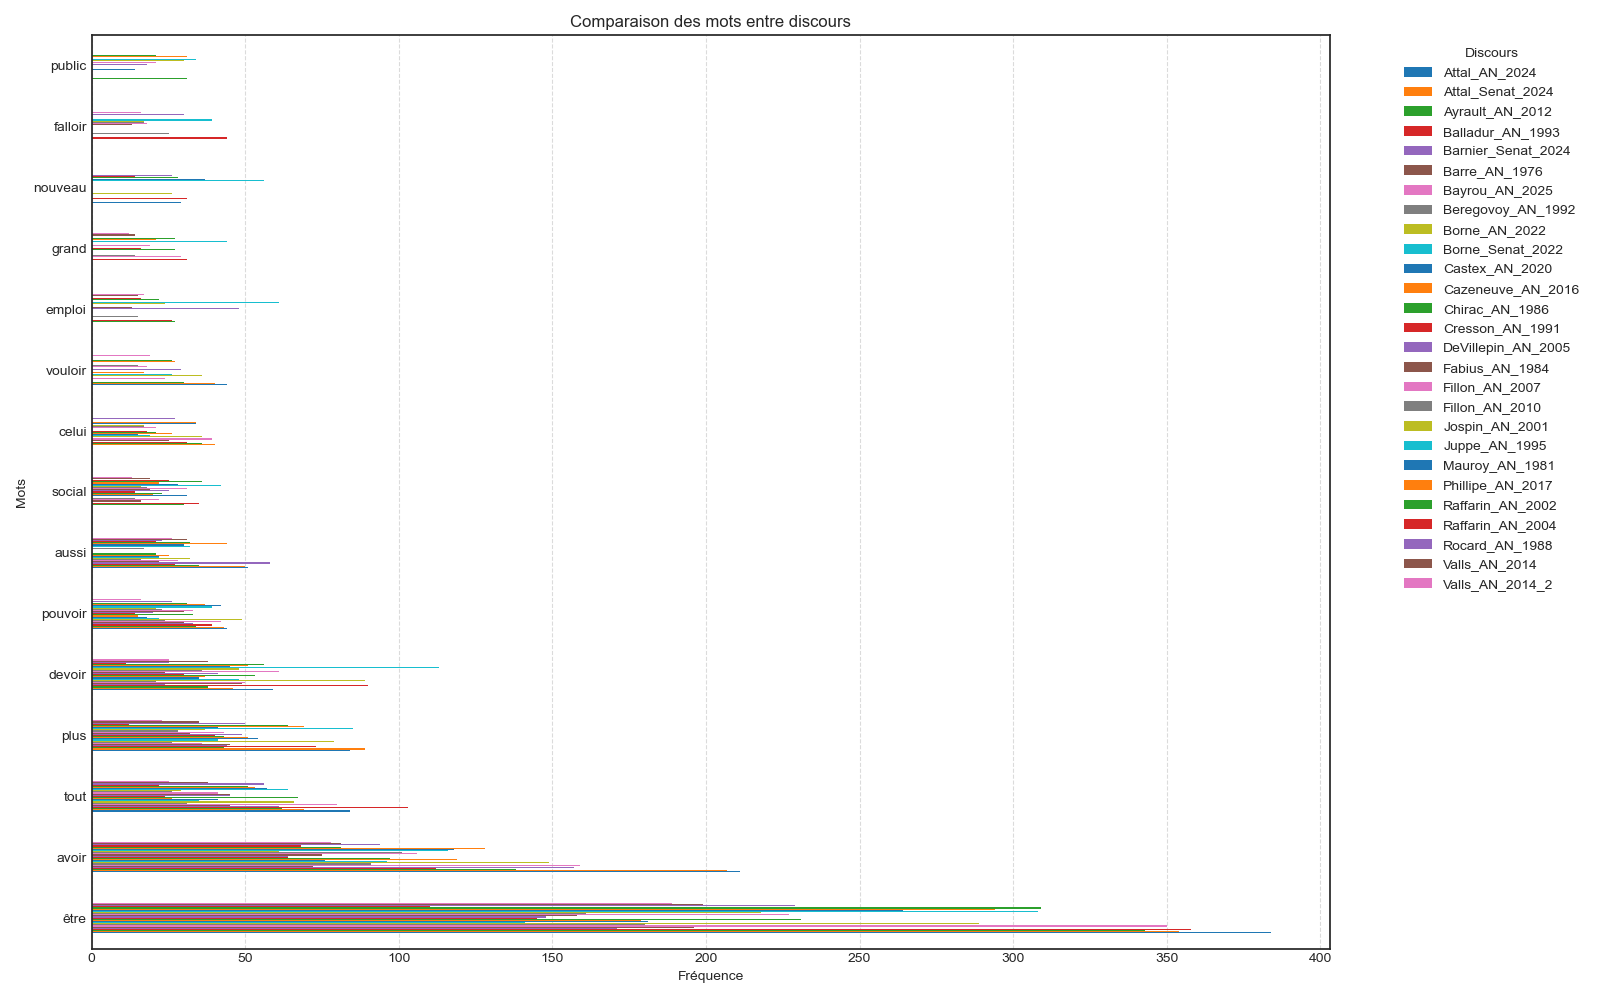 Comparaison des mots entre discours
Mots
public
falloir
nouveau
grand
emploi
vouloir
celui
social
aussi
pouvoir
devoir
plus
tout
avoir
être
0 50 100 150 200 250 300 350 400
Fréquence
Discours
Attal_AN_2024
Attal_Senat_2024
Ayrault_AN_2012
Balladur_AN_1993
Barnier_Senat_2024
Barre_AN_1976
Bayrou_AN_2025
Beregovoy_AN_1992
Borne_AN_2022
Borne_Senat_2022
Castex_AN_2020
Cazeneuve_AN_2016
Chirac_AN_1986
Cresson_AN_1991
DeVillepin_AN_2005
Fabius_AN_1984
Fillon_AN_2007
Fillon_AN_2010
Jospin_AN_2001
Juppe_AN_1995
Mauroy_AN_1981
Phillipe_AN_2017
Raffarin_AN_2002
Raffarin_AN_2004
Rocard_AN_1988
Valls_AN_2014
Valls_AN_2014_2